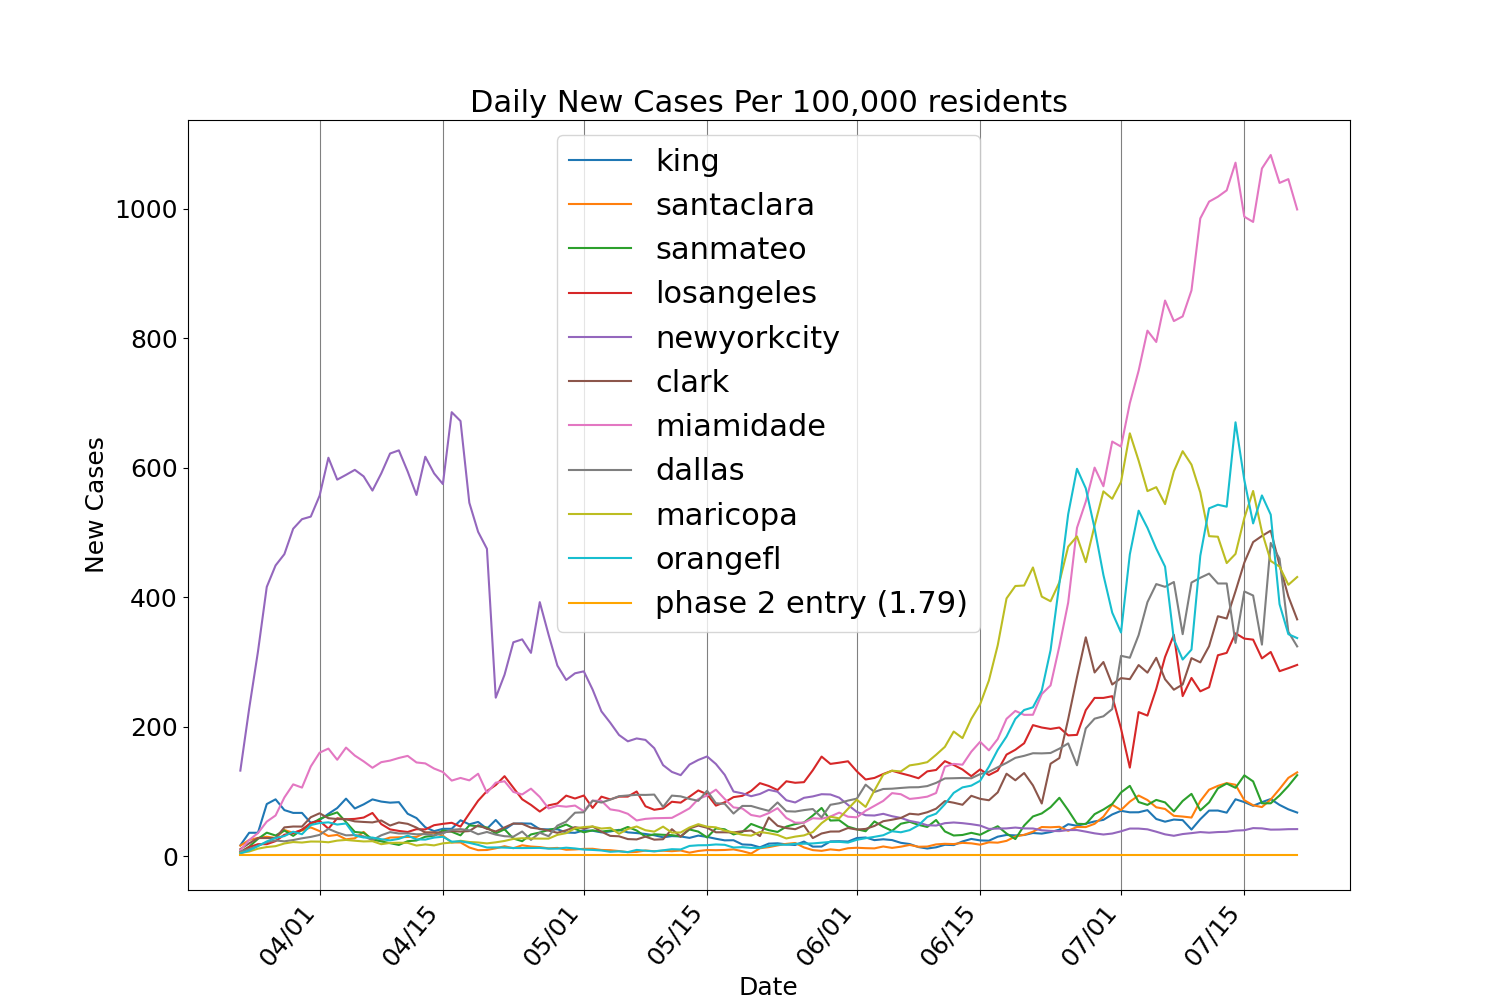 Daily New Cases Per 100,000 residents
king
santaclara
sanmateo
losangeles
newyorkcity
clark
miamidade
dallas
maricopa
orangefl
phase 2 entry (1.79)
New Cases
1000
800
600
400
200
0
04/01
04/15
05/01
05/15
06/01
06/15
07/01
07/15
Date